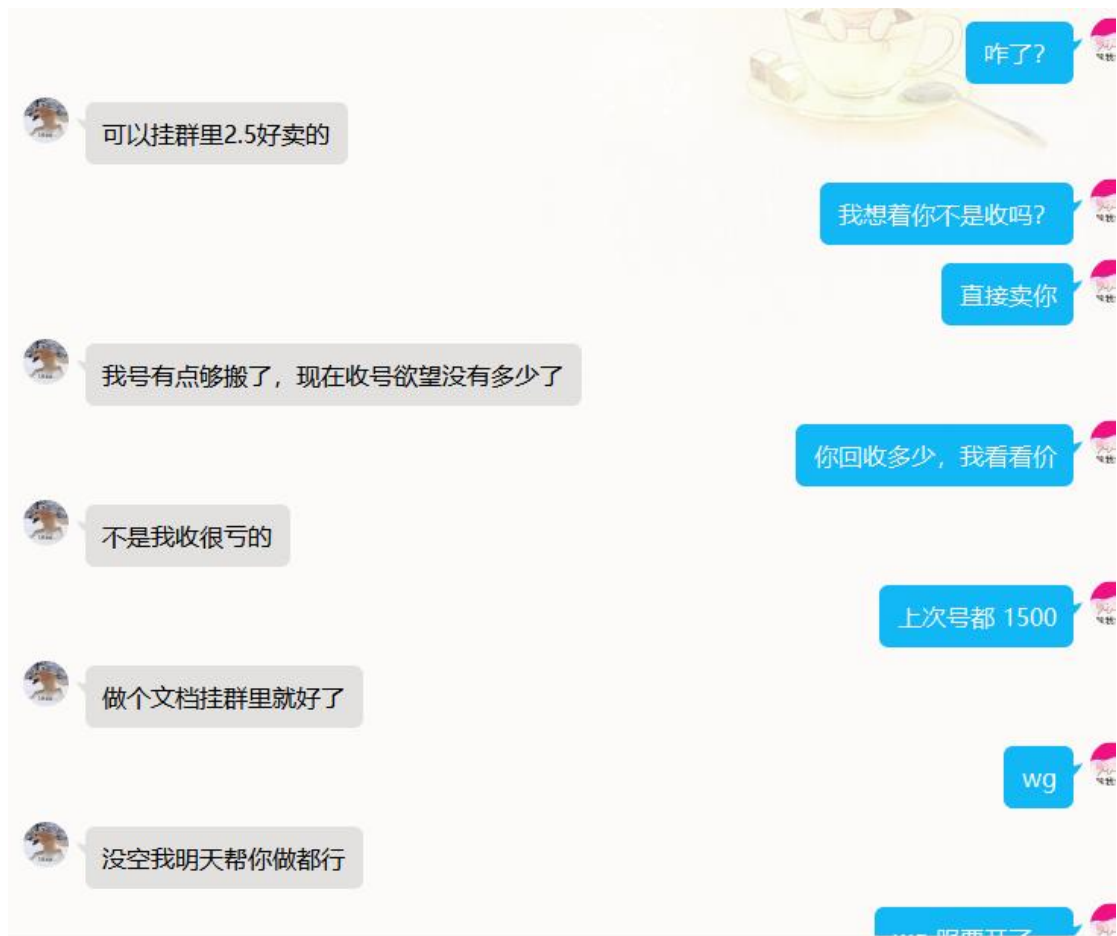 咋了？
可以挂群里2.5好卖的
我想着你不是收吗？
直接卖你
我号有点够搬了，现在收号欲望没有多少了
你回收多少，我看看价
不是我收很亏的
上次号都 1500
做个文档挂群里就好了
wg
没空我明天帮你做都行